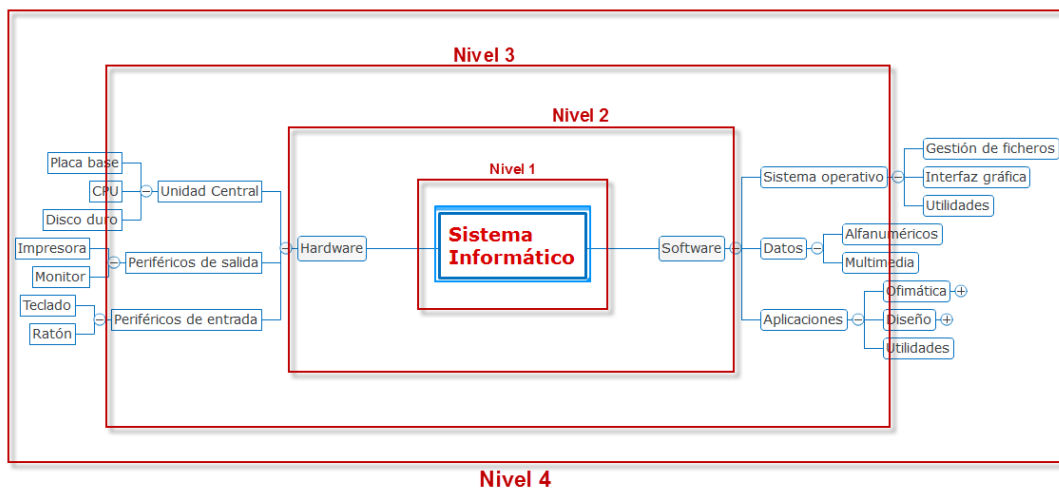 Nivel 3
Nivel 2
Nivel 1
Placa base
CPU
Disco duro
Unidad Central
Impresora
Monitor
Periféricos de salida
Teclado
Ratón
Periféricos de entrada
Hardware
Sistema
Informático
Software
Sistema operativo
Gestión de ficheros
Interfaz gráfica
Utilidades
Datos
Alfanuméricos
Multimedia
Aplicaciones
Ofimática
Diseño
Utilidades
Nivel 4